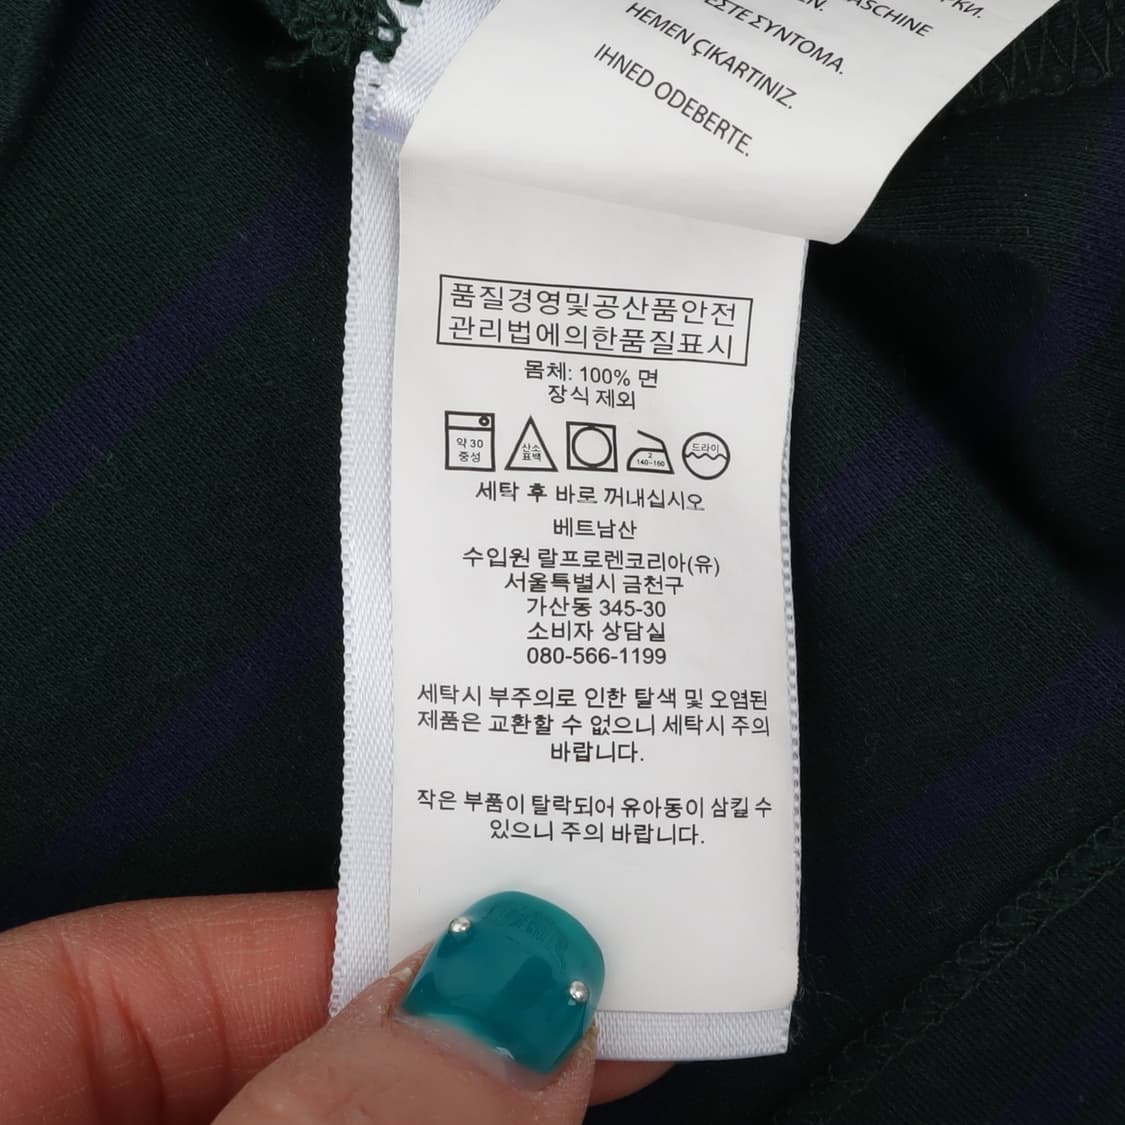 РКИ.
EN.
ASCHINE
ΕΣΤΕ ΣΥΝΤΟΜΑ.
HEMEN ÇIKARTINIZ.
IHNED ODEBERTE.
품질경영및공산품안전
관리법에의한품질표시
몸체: 100% 면
장식 제외
약 30
중성
산소
표백
2
140~160
드라이
세탁 후 바로 꺼내십시오
베트남산
수입원 랄프로렌코리아(유)
서울특별시 금천구
가산동 345-30
소비자 상담실
080-566-1199
세탁시 부주의로 인한 탈색 및 오염된
제품은 교환할 수 없으니 세탁시 주의
바랍니다.
작은 부품이 탈락되어 유아동이 삼킬 수
있으니 주의 바랍니다.